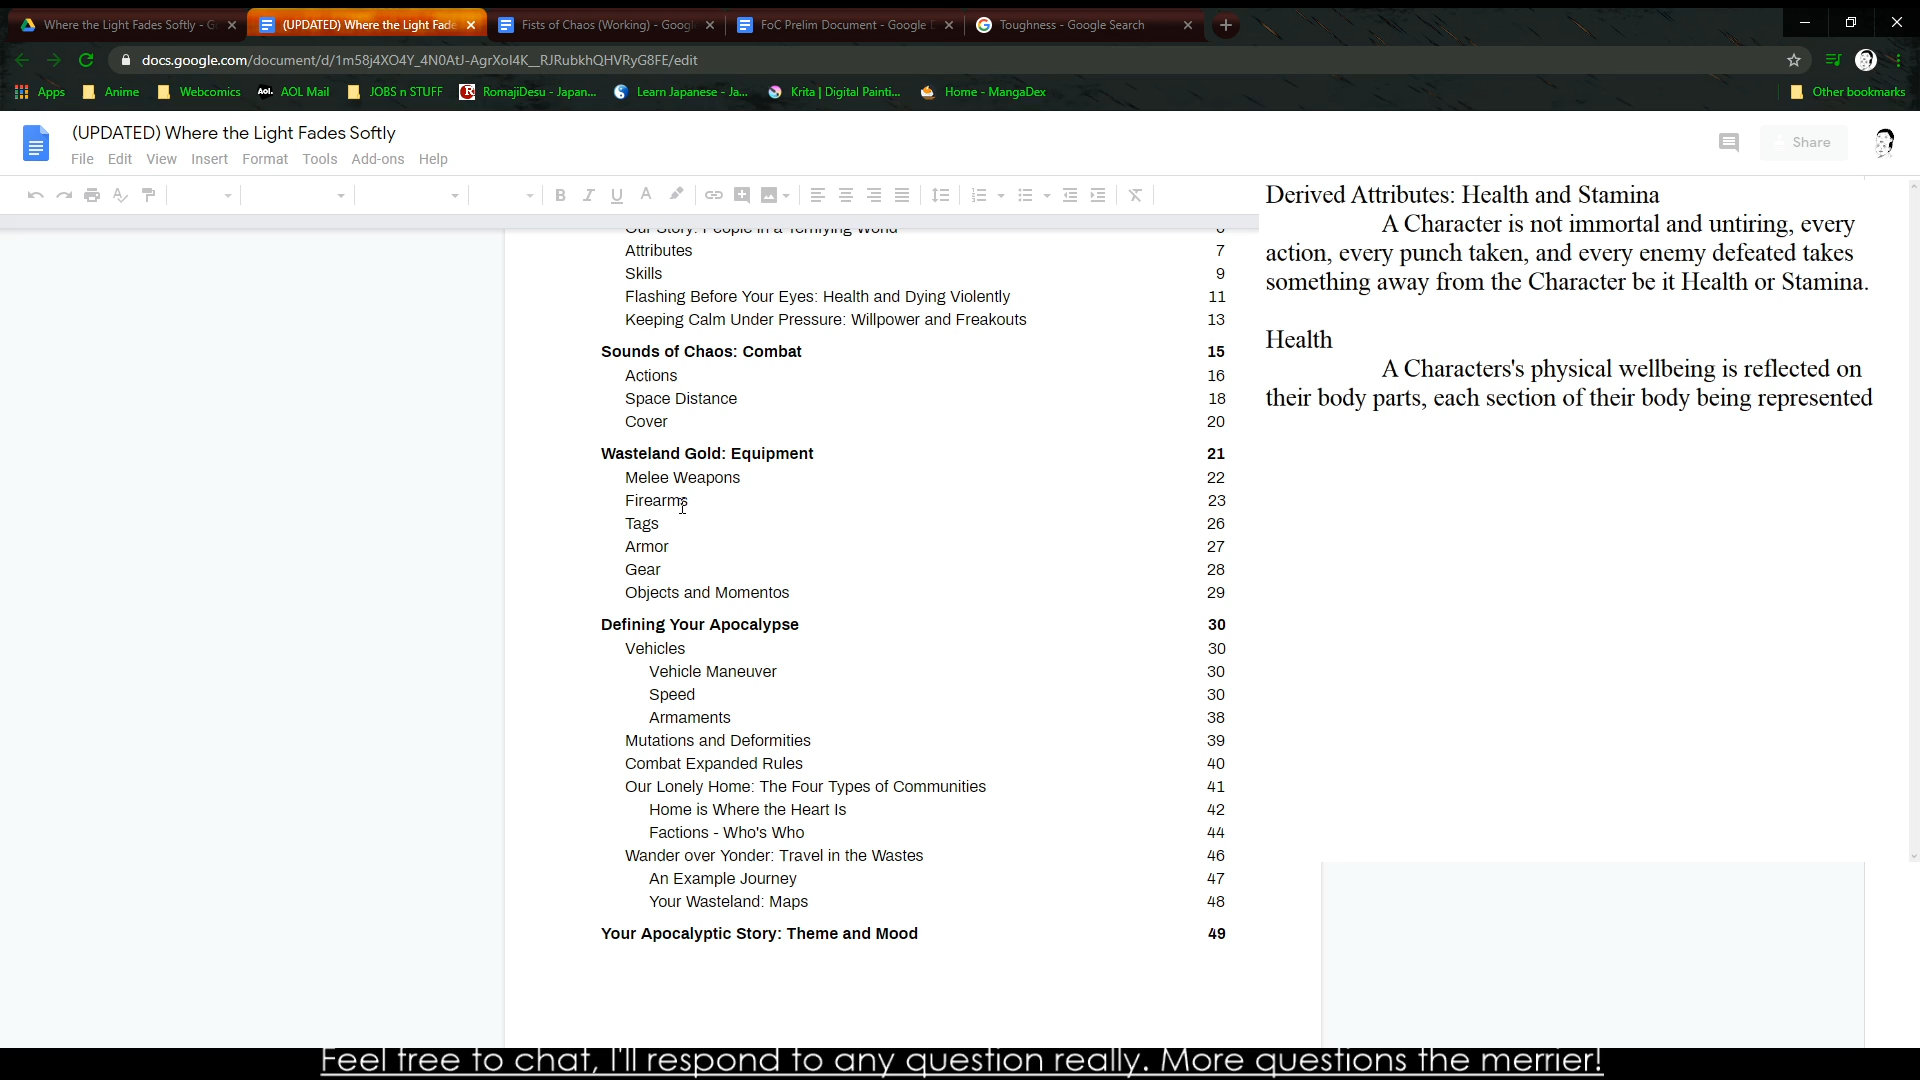 Where the Light Fades Softly - G
(UPDATED) Where the Light Fade
Fists of Chaos (Working) - Goog
FoC Prelim Document - Google
Toughness - Google Search
docs.google.com/document/d/1m58j4XO4Y_4N0AtJ-AgrXoI4K__RJRubkhQHVRyG8FE/edit
Apps
Anime
Webcomics
Aol. AOL Mail
JOBS n STUFF
RomajiDesu - Japan...
Learn Japanese - Ja...
Krita | Digital Painti...
Home - MangaDex
Other bookmarks
(UPDATED) Where the Light Fades Softly
File Edit View Insert Format Tools Add-ons Help
Share
Our Story: People in a Terrifying World 6
Attributes 7
Skills 9
Flashing Before Your Eyes: Health and Dying Violently 11
Keeping Calm Under Pressure: Willpower and Freakouts 13
Sounds of Chaos: Combat 15
Actions 16
Space Distance 18
Cover 20
Wasteland Gold: Equipment 21
Melee Weapons 22
Firearms 23
Tags 26
Armor 27
Gear 28
Objects and Momentos 29
Defining Your Apocalypse 30
Vehicles 30
Vehicle Maneuver 30
Speed 30
Armaments 38
Mutations and Deformities 39
Combat Expanded Rules 40
Our Lonely Home: The Four Types of Communities 41
Home is Where the Heart Is 42
Factions - Who's Who 44
Wander over Yonder: Travel in the Wastes 46
An Example Journey 47
Your Wasteland: Maps 48
Your Apocalyptic Story: Theme and Mood 49
Derived Attributes: Health and Stamina
A Character is not immortal and untiring, every
action, every punch taken, and every enemy defeated takes
something away from the Character be it Health or Stamina.
Health
A Characters's physical wellbeing is reflected on
their body parts, each section of their body being represented
Feel free to chat, I'll respond to any question really. More questions the merrier!